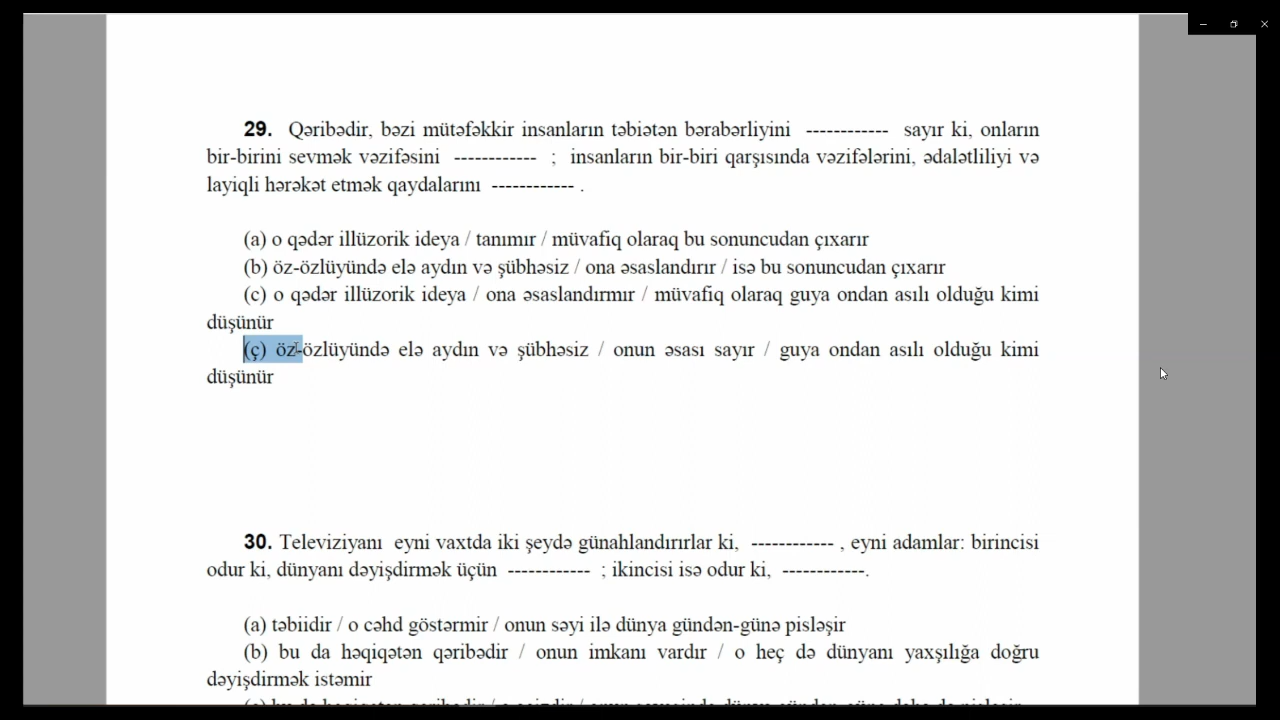 29. Qəribədir, bəzi mütəfəkkir insanların təbiətən bərabərliyini ------------ sayır ki, onların
bir-birini sevmək vəzifəsini ------------ ; insanların bir-biri qarşısında vəzifələrini, ədalətliliyi və
layiqli hərəkət etmək qaydalarını ------------ .
(a) o qədər illüzorik ideya / tanımır / müvafiq olaraq bu sonuncudan çıxarır
(b) öz-özlüyündə elə aydın və şübhəsiz / ona əsaslandırır / isə bu sonuncudan çıxarır
(c) o qədər illüzorik ideya / ona əsaslandırmır / müvafiq olaraq guya ondan asılı olduğu kimi
düşünür
(ç) öz-özlüyündə elə aydın və şübhəsiz / onun əsası sayır / guya ondan asılı olduğu kimi
düşünür
30. Televiziyanı eyni vaxtda iki şeydə günahlandırırlar ki, ------------ , eyni adamlar: birincisi
odur ki, dünyanı dəyişdirmək üçün ------------ ; ikincisi isə odur ki, ------------.
(a) təbiidir / o cəhd göstərmir / onun səyi ilə dünya gündən-günə pisləşir
(b) bu da həqiqətən qəribədir / onun imkanı vardır / o heç də dünyanı yaxşılığa doğru
dəyişdirmək istəmir